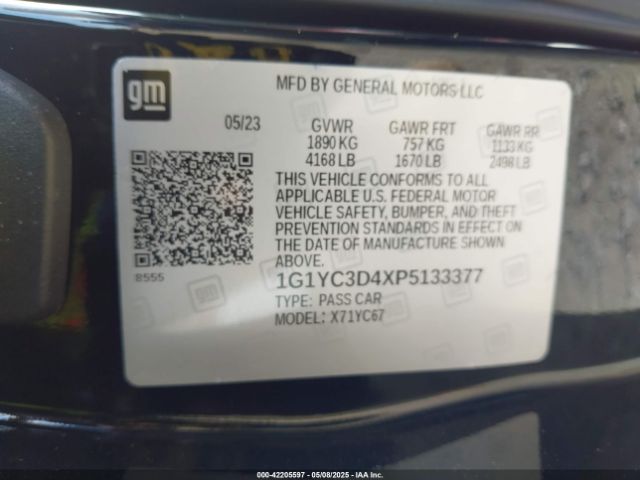 gm
MFD BY GENERAL MOTORS LLC
05/23 GVWR GAWR FRT GAWR RR
1890 KG 757 KG 1133 KG
4168 LB 1670 LB 2498 LB
THIS VEHICLE CONFORMS TO ALL
APPLICABLE U.S. FEDERAL MOTOR
VEHICLE SAFETY, BUMPER, AND THEFT
PREVENTION STANDARDS IN EFFECT ON
THE DATE OF MANUFACTURE SHOWN
ABOVE.
8555
1G1YC3D4XP5133377
TYPE: PASS CAR
MODEL: X71YC67
000-42205597 - 05/08/2025 - IAAI.COM